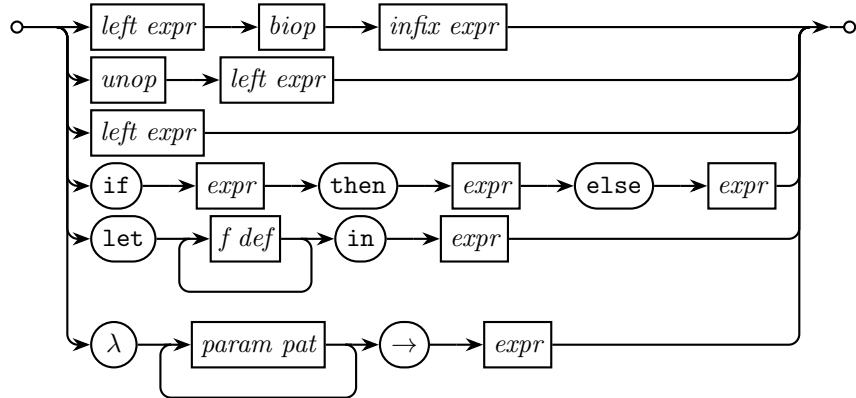 left expr biop infix expr
unop left expr
left expr
if expr then expr else expr
let f def in expr
λ param pat → expr